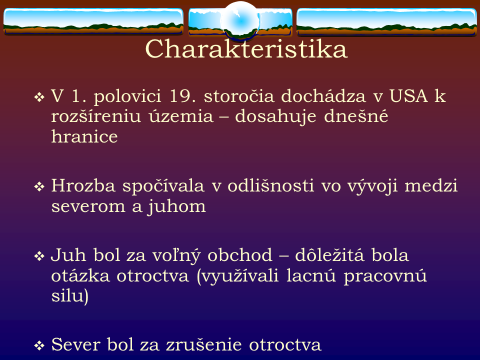 Charakteristika
❖ V 1. polovici 19. storočia dochádza v USA k
rozšíreniu územia – dosahuje dnešné
hranice
❖ Hrozba spočívala v odlišnosti vo vývoji medzi
severom a juhom
❖ Juh bol za voľný obchod – dôležitá bola
otázka otroctva (využívali lacnú pracovnú
silu)
❖ Sever bol za zrušenie otroctva